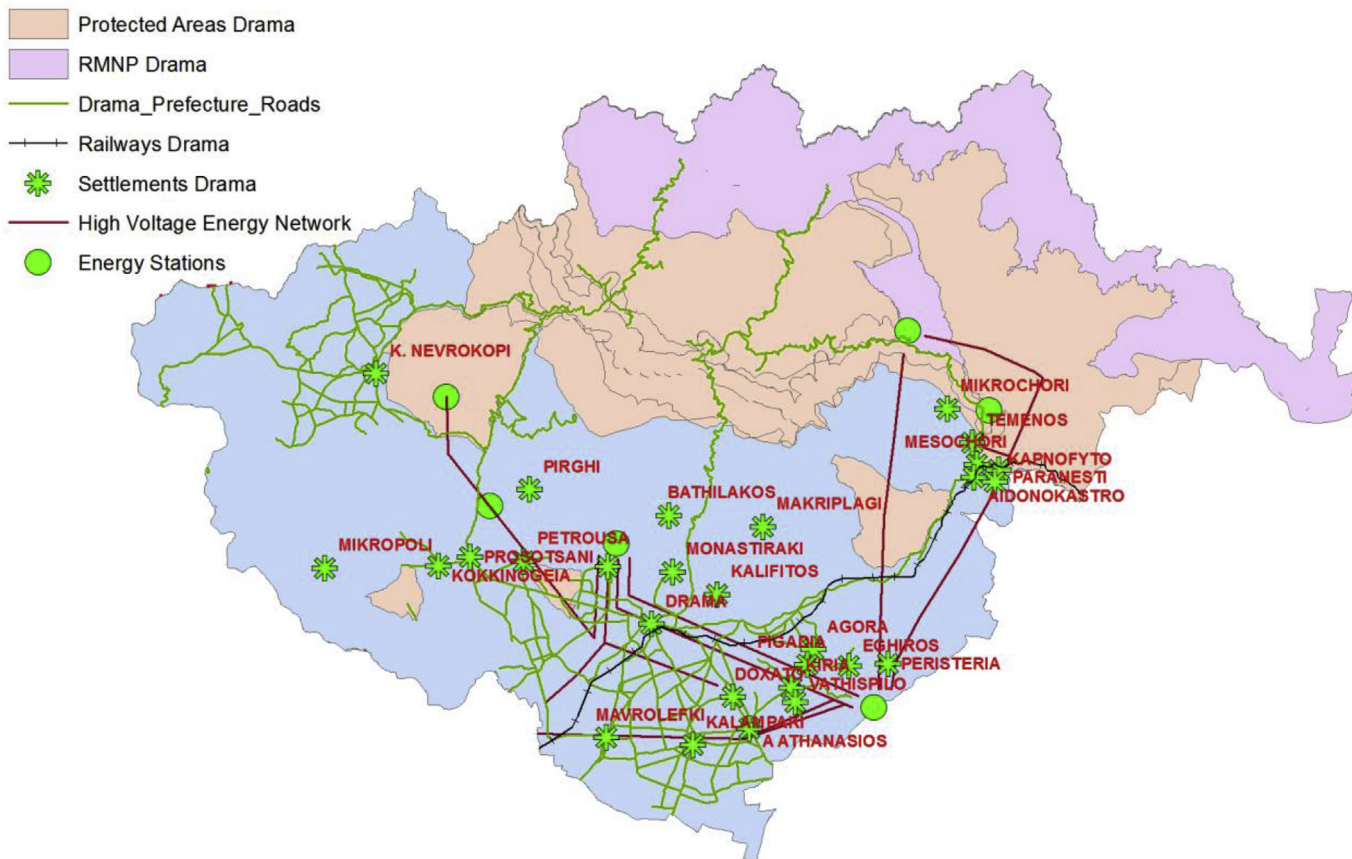 Protected Areas Drama
RMNP Drama
Drama_Prefecture_Roads
Railways Drama
Settlements Drama
High Voltage Energy Network
Energy Stations
K. NEVROKOPI
MIKROCHORI
TEMENOS
MESOCHORI
KAPNOFYTO
PARANESTI
AIDONOKASTRO
PIRGHI
BATHILAKOS
MAKRIPLAGI
MIKROPOLI
PETROUSA
PROSOTSANI
MONASTIRAKI
KOKKINOGEIA
KALIFITOS
DRAMA
AGORA
PIGADIA
EGHIROS
KIRIA
PERISTERIA
DOXATO
VATHISPILO
MAVROLEFKI
KALAMPAKI
A ATHANASIOS